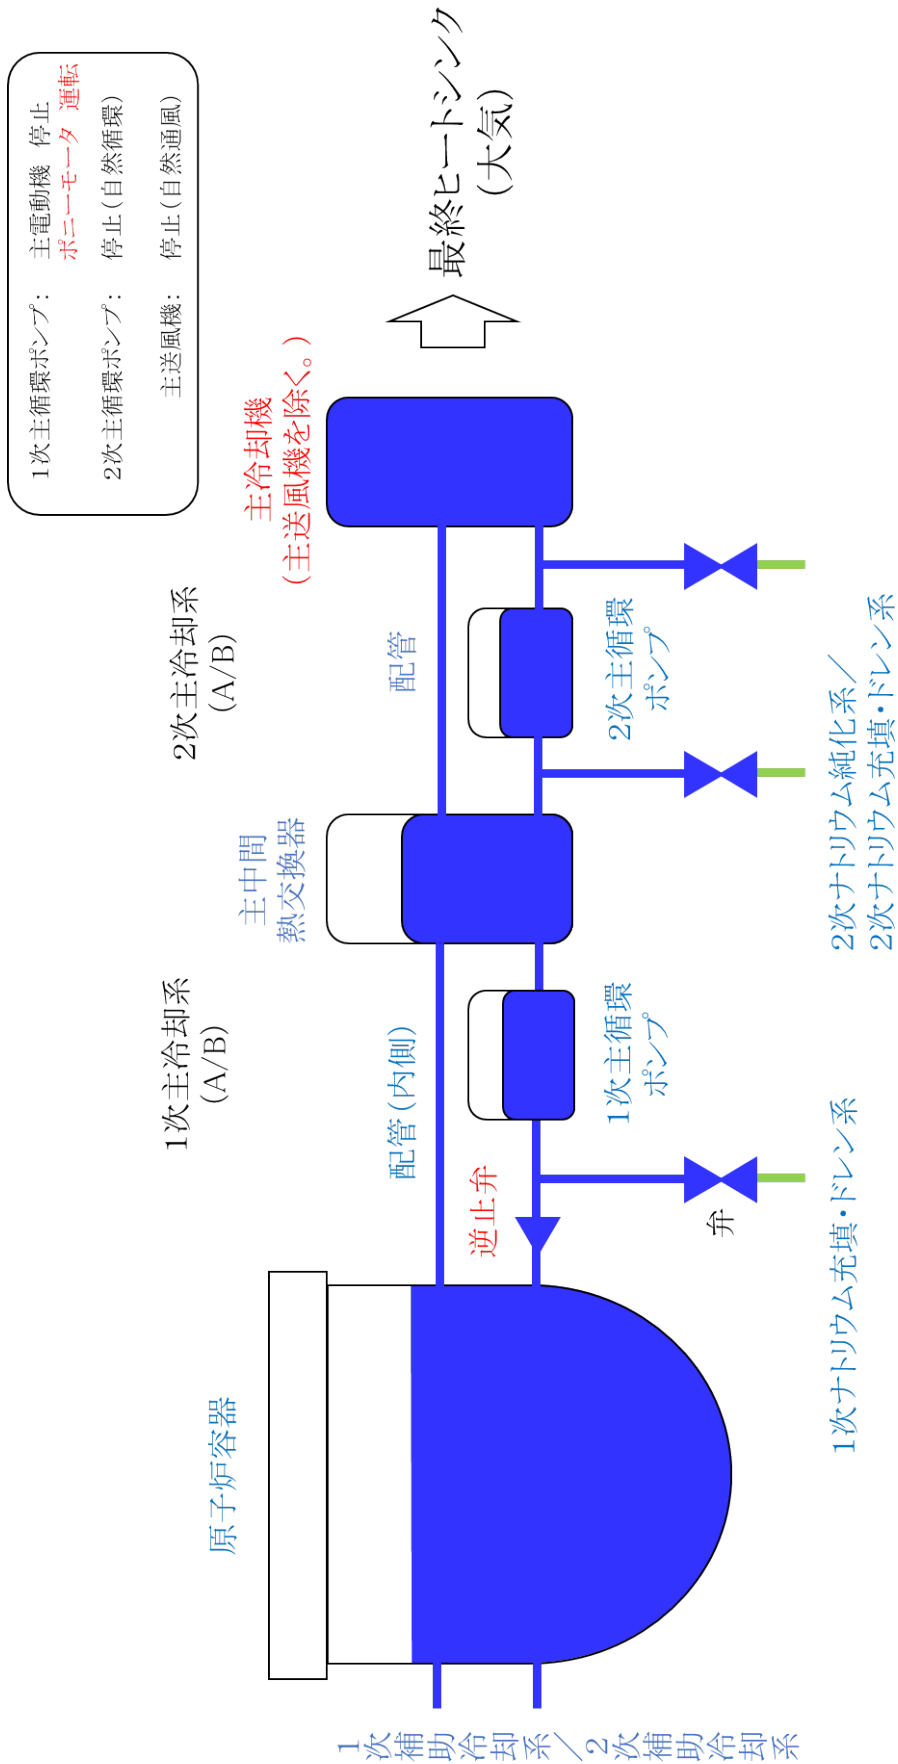 1次主循環ポンプ： 主電動機 停止
ポニーモータ 運転
2次主循環ポンプ： 停止（自然循環）
主送風機： 停止（自然通風）
2次主冷却系
（A/B）
1次主冷却系
（A/B）
原子炉容器
主中間
熱交換器
主冷却機
（主送風機を除く。）
最終ヒートシンク
（大気）
配管（内側）
配管
逆止弁
1次主循環
ポンプ
2次主循環
ポンプ
弁
1次補助冷却系／2次補助冷却系
1次ナトリウム充填・ドレン系
2次ナトリウム純化系／
2次ナトリウム充填・ドレン系